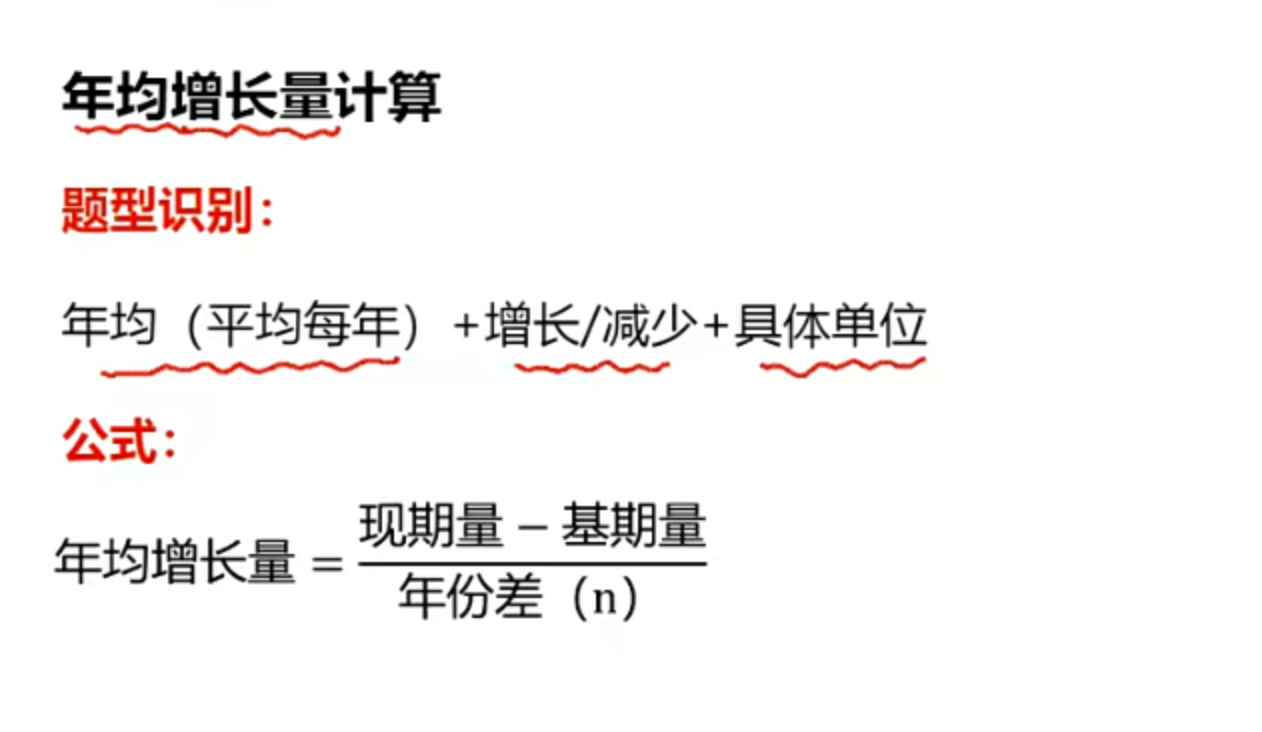 年均增长量计算
题型识别：
年均（平均每年）+增长/减少+具体单位
公式：
年均增长量 = 现期量 − 基期量
年份差（n）